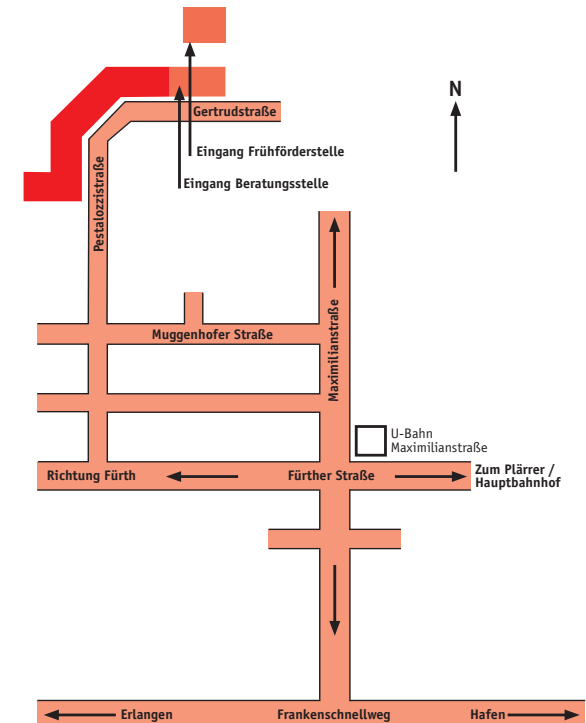 N
Gertrudstraße
Eingang Frühförderstelle
Eingang Beratungsstelle
Pestalozzistraße
Maximilianstraße
Muggenhofer Straße
U-Bahn
Maximilianstraße
Richtung Fürth
Fürther Straße
Zum Plärrer /
Hauptbahnhof
Erlangen
Frankenschnellweg
Hafen